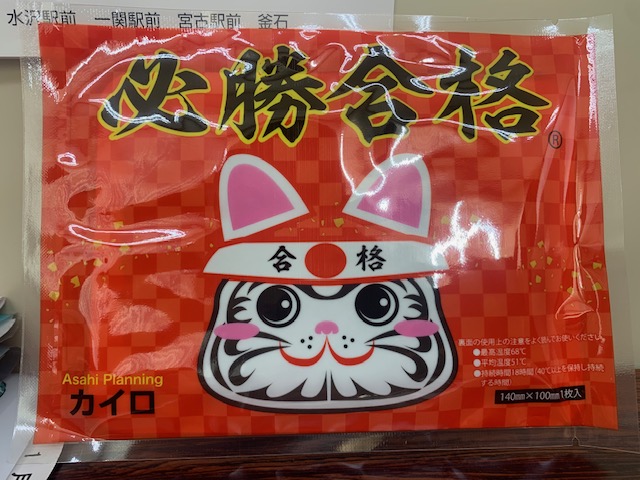 水沢駅前 一関駅前 宮古駅前 釜石
必勝合格®
合格
裏面の使用上の注意をよく読んでお使いください。
●最高温度68℃
●平均温度51℃
●持続時間18時間(40℃以上を保持し持続
する時間)
140mm×100mm1枚入
Asahi Planning
カイロ
1月